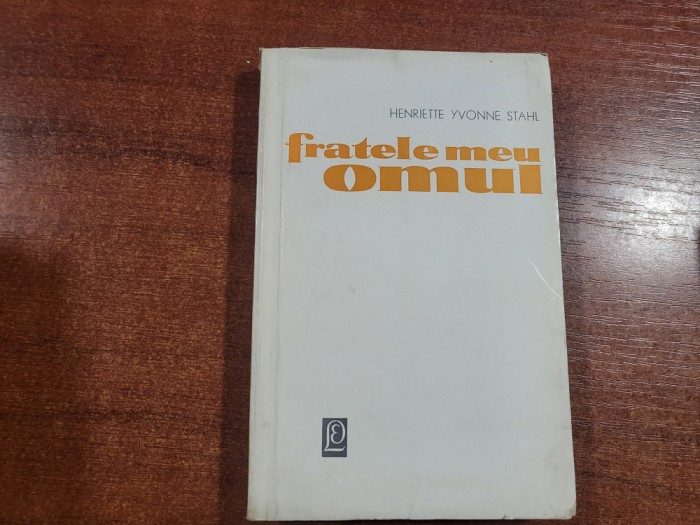 HENRIETTE YVONNE STAHL
fratele meu
omul